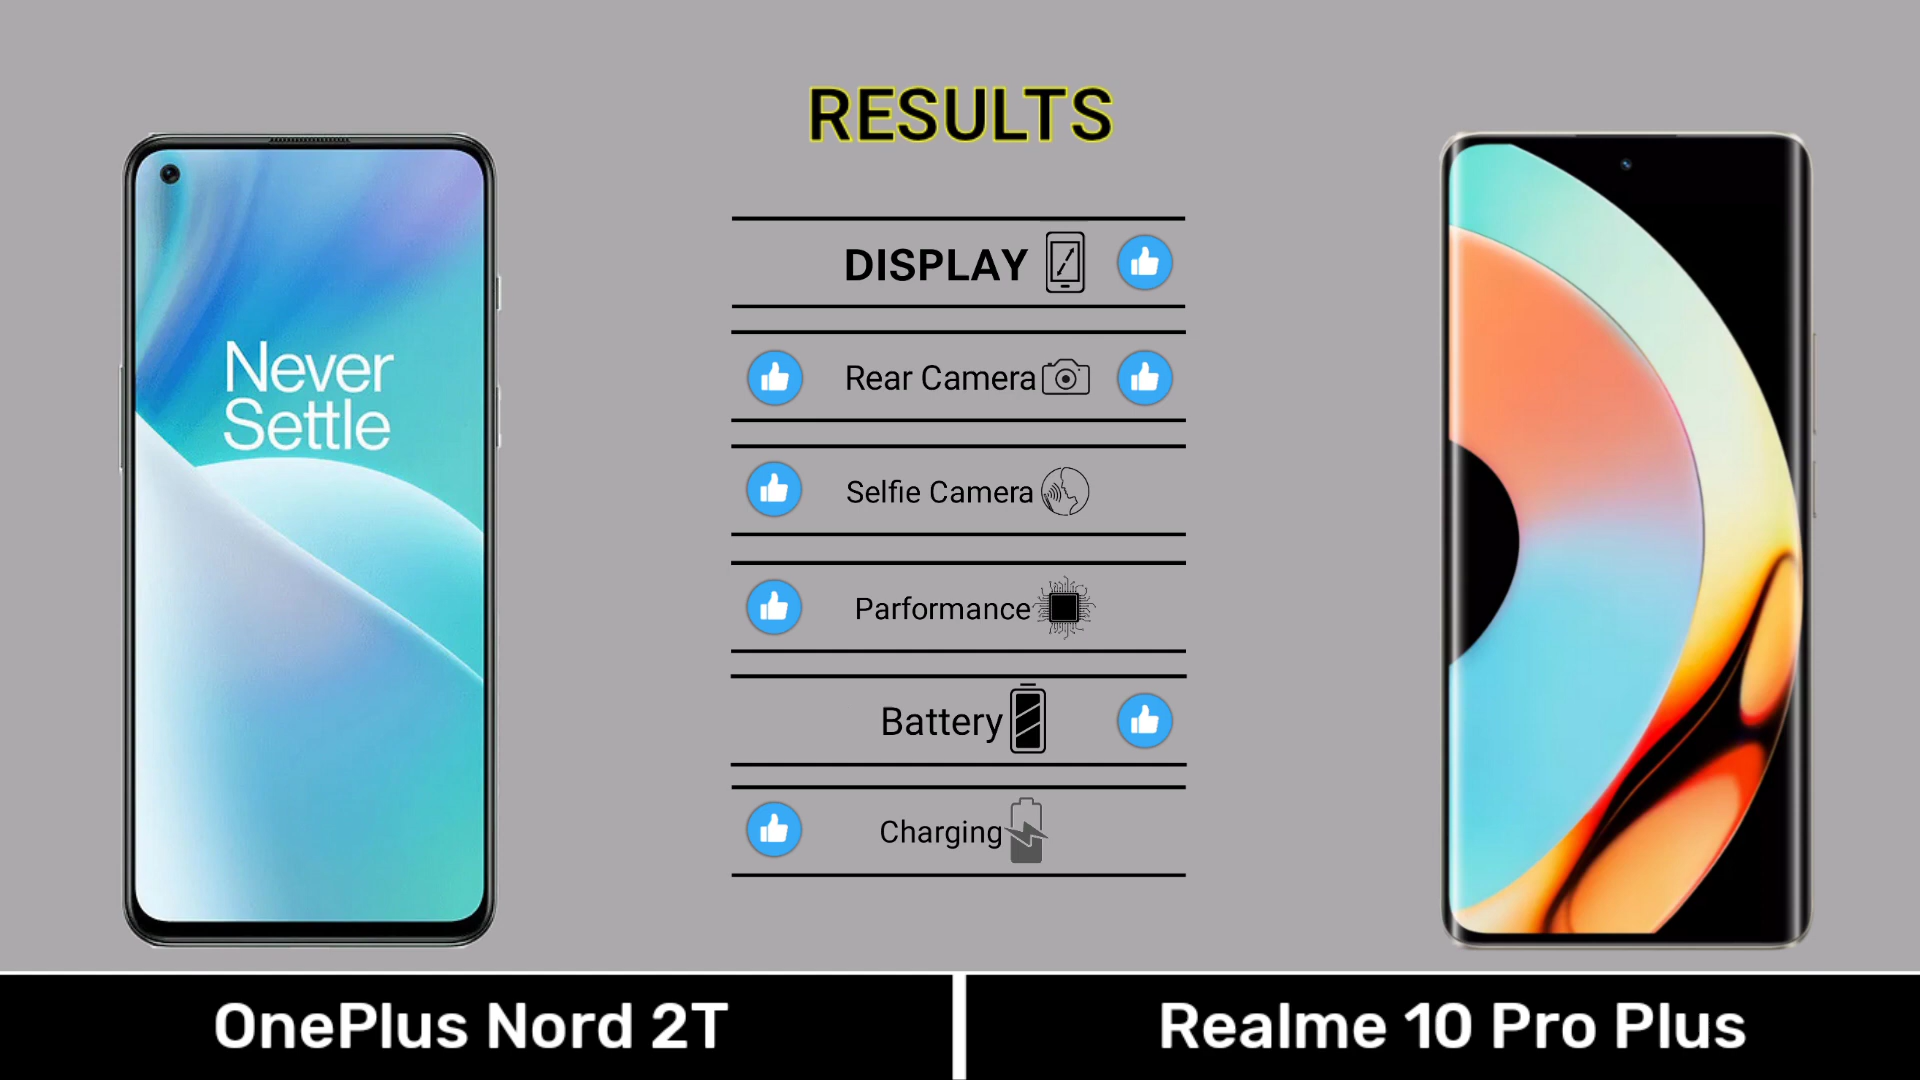 RESULTS
DISPLAY
Rear Camera
Selfie Camera
Parformance
Battery
Charging
Never
Settle
OnePlus Nord 2T
Realme 10 Pro Plus